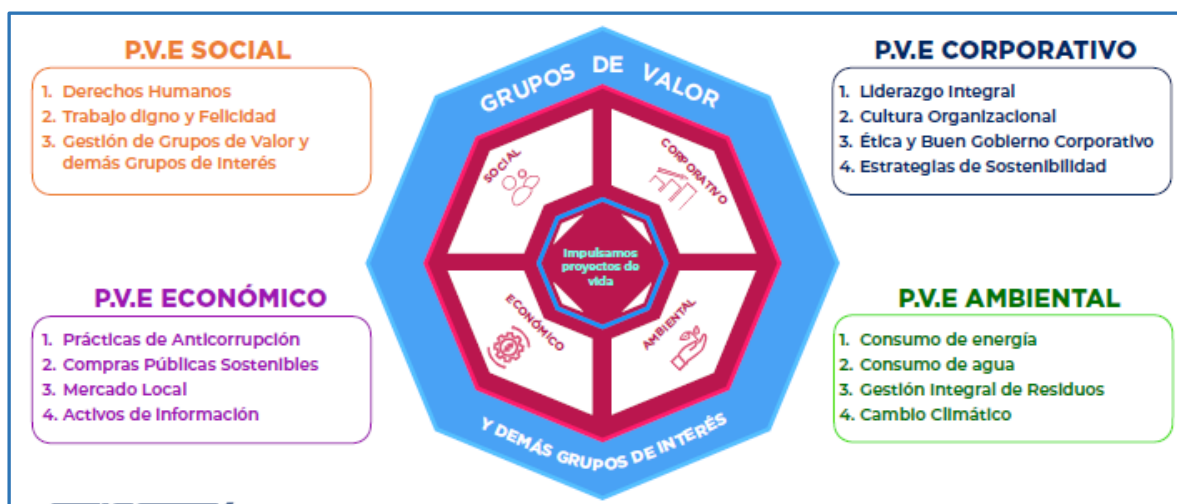 P.V.E SOCIAL
1. Derechos Humanos
2. Trabajo digno y Felicidad
3. Gestión de Grupos de Valor y
demás Grupos de Interés
P.V.E CORPORATIVO
1. Liderazgo Integral
2. Cultura Organizacional
3. Ética y Buen Gobierno Corporativo
4. Estrategias de Sostenibilidad
GRUPOS DE VALOR
SOCIAL
CORPORATIVO
Impulsamos
proyectos de
vida
ECONÓMICO
AMBIENTAL
Y DEMÁS GRUPOS DE INTERÉS
P.V.E ECONÓMICO
1. Prácticas de Anticorrupción
2. Compras Públicas Sostenibles
3. Mercado Local
4. Activos de Información
P.V.E AMBIENTAL
1. Consumo de energía
2. Consumo de agua
3. Gestión Integral de Residuos
4. Cambio Climático